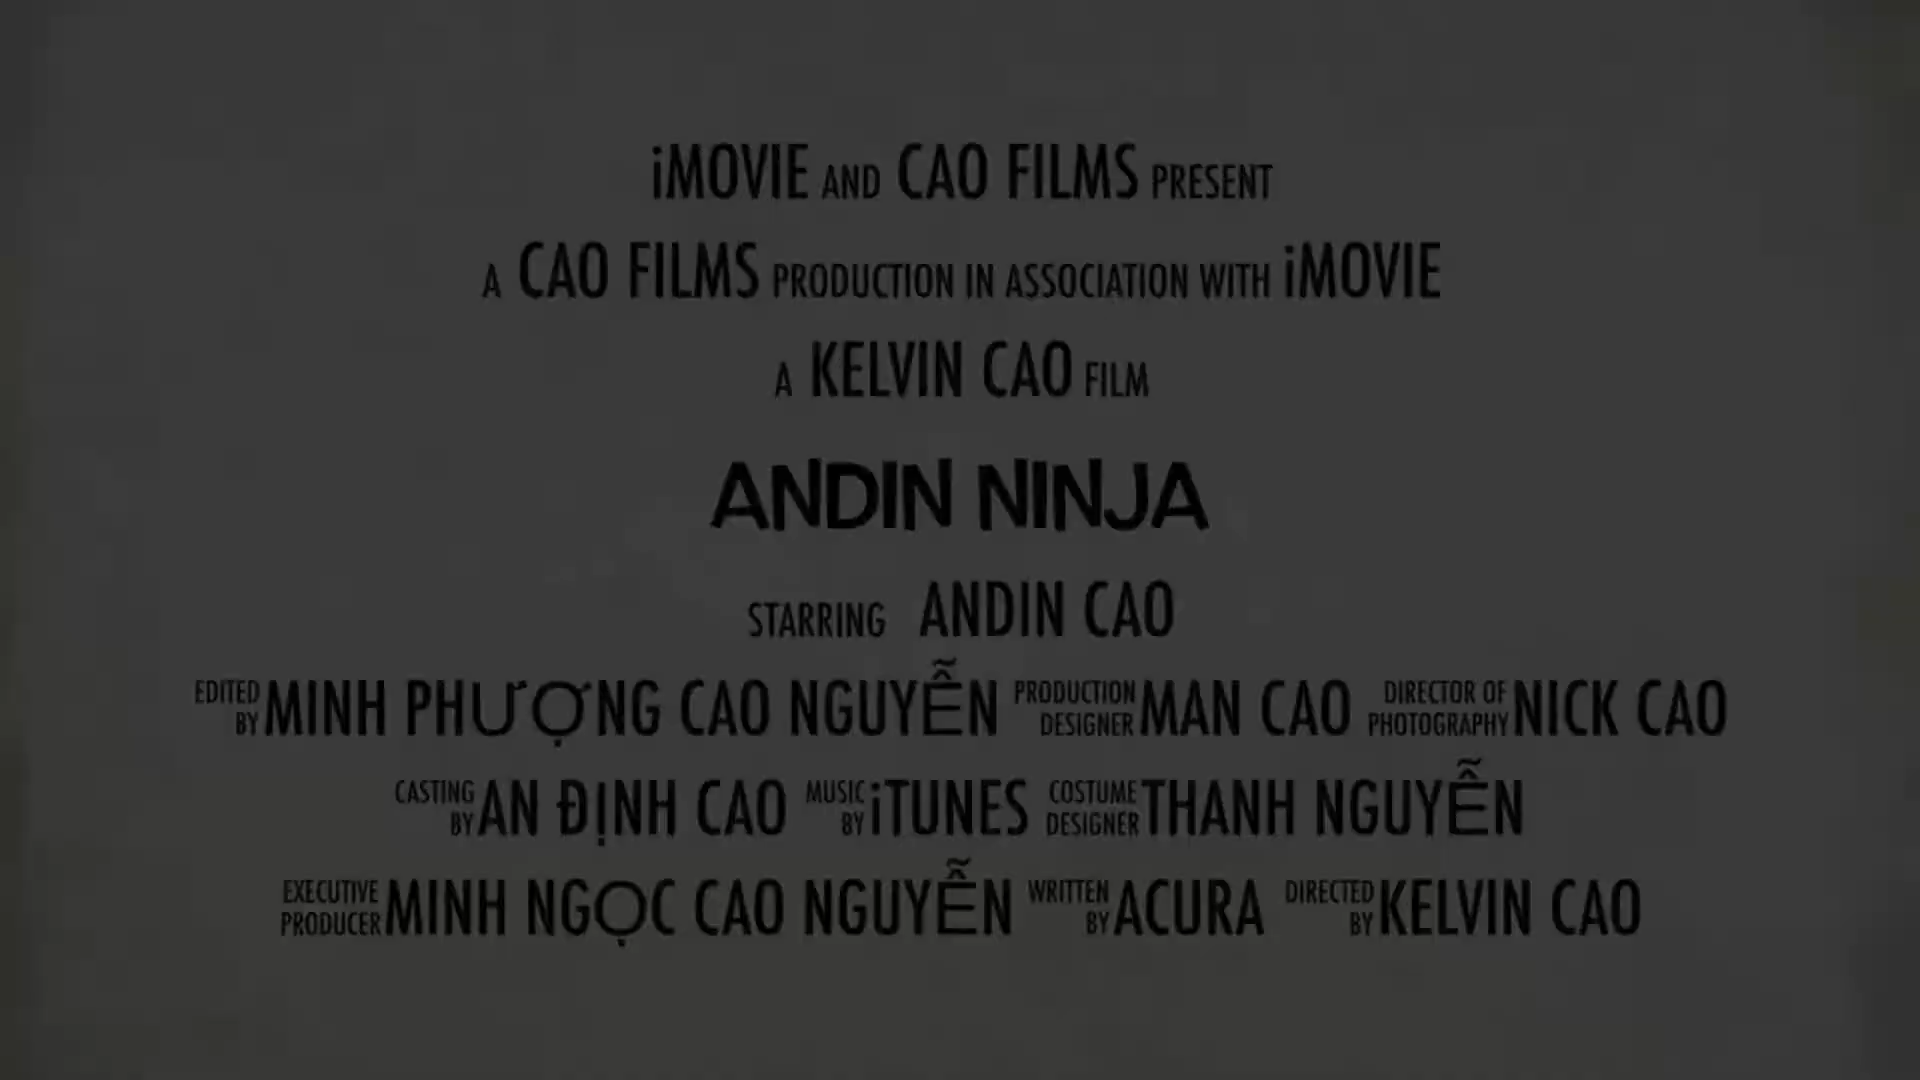 iMOVIE AND CAO FILMS PRESENT
A CAO FILMS PRODUCTION IN ASSOCIATION WITH iMOVIE
A KELVIN CAO FILM
ANDIN NINJA
STARRING ANDIN CAO
EDITED BY MINH PHƯỢNG CAO NGUYỄN PRODUCTION DESIGNER MAN CAO DIRECTOR OF PHOTOGRAPHY NICK CAO
CASTING BY AN ĐỊNH CAO MUSIC BY iTUNES COSTUME DESIGNER THANH NGUYỄN
EXECUTIVE PRODUCER MINH NGỌC CAO NGUYỄN WRITTEN BY ACURA DIRECTED BY KELVIN CAO